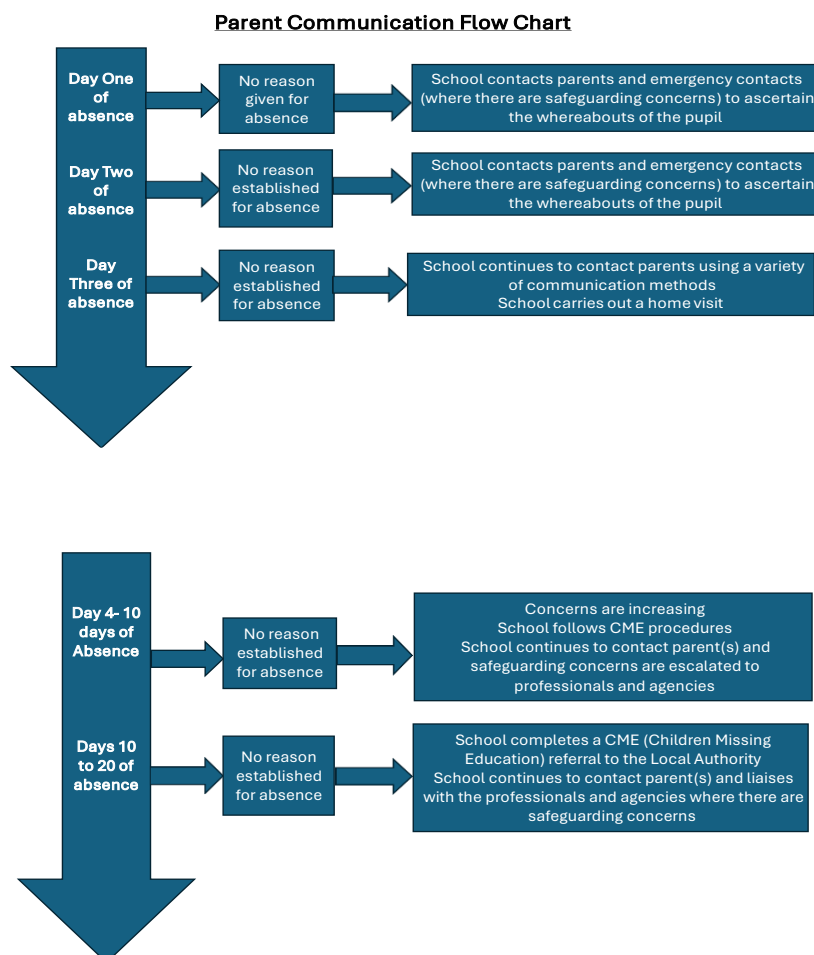 Parent Communication Flow Chart
Day One
of
absence
No reason
given for
absence
School contacts parents and emergency contacts
(where there are safeguarding concerns) to ascertain
the whereabouts of the pupil
Day Two
of
absence
No reason
established
for absence
School contacts parents and emergency contacts
(where there are safeguarding concerns) to ascertain
the whereabouts of the pupil
Day
Three of
absence
No reason
established
for absence
School continues to contact parents using a variety
of communication methods
School carries out a home visit
Day 4- 10
days of
Absence
No reason
established
for absence
Concerns are increasing
School follows CME procedures
School continues to contact parent(s) and
safeguarding concerns are escalated to
professionals and agencies
Days 10
to 20 of
absence
No reason
established
for absence
School completes a CME (Children Missing
Education) referral to the Local Authority
School continues to contact parent(s) and liaises
with the professionals and agencies where there are
safeguarding concerns